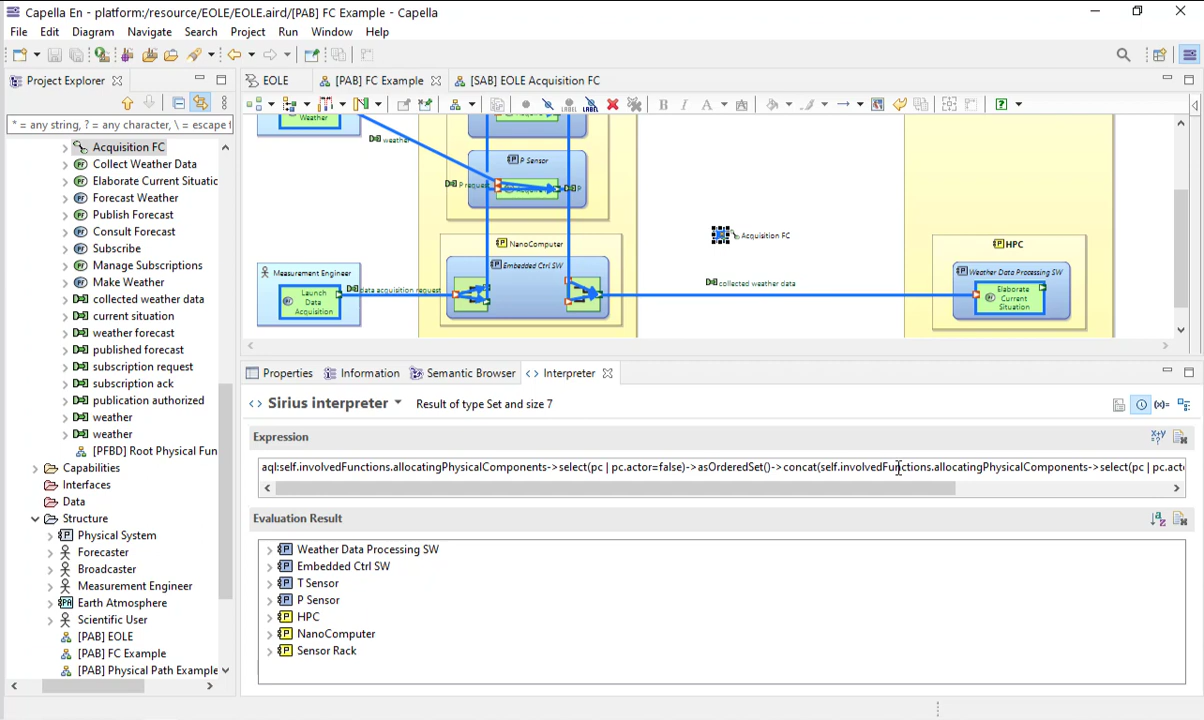 Capella En - platform:/resource/EOLE/EOLE.aird/[PAB] FC Example - Capella
File Edit Diagram Navigate Search Project Run Window Help
Project Explorer
* = any string, ? = any character, \ = escape f
Acquisition FC
Collect Weather Data
Elaborate Current Situatic
Forecast Weather
Publish Forecast
Consult Forecast
Subscribe
Manage Subscriptions
Make Weather
collected weather data
current situation
weather forecast
published forecast
subscription request
subscription ack
publication authorized
weather
weather
[PFBD] Root Physical Fun
Capabilities
Interfaces
Data
Structure
Physical System
Forecaster
Broadcaster
Measurement Engineer
Earth Atmosphere
Scientific User
[PAB] EOLE
[PAB] FC Example
[PAB] Physical Path Example
EOLE
[PAB] FC Example
[SAB] EOLE Acquisition FC
Weather
weather
P Sensor
P request
P
Acquisition FC
NanoComputer
Embedded Ctrl SW
Measurement Engineer
Launch
Data
Acquisition
data acquisition request
collected weather data
HPC
Weather Data Processing SW
Elaborate
Current
Situation
Properties Information Semantic Browser Interpreter
Sirius interpreter
Result of type Set and size 7
Expression
aql:self.involvedFunctions.allocatingPhysicalComponents->select(pc | pc.actor=false)->asOrderedSet()->concat(self.involvedFunctions.allocatingPhysicalComponents->select(pc | pc.acto
Evaluation Result
Weather Data Processing SW
Embedded Ctrl SW
T Sensor
P Sensor
HPC
NanoComputer
Sensor Rack